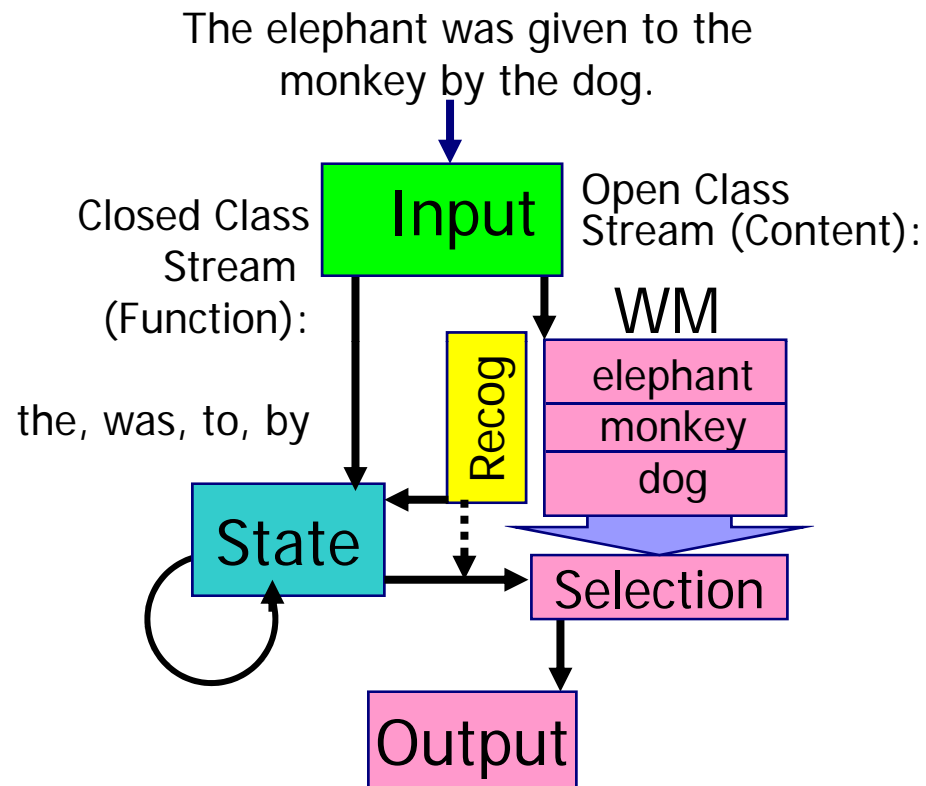 The elephant was given to the
monkey by the dog.
Input
Closed Class
Stream
(Function):
the, was, to, by
Open Class
Stream (Content):
WM
Recog
elephant
monkey
dog
State
Selection
Output